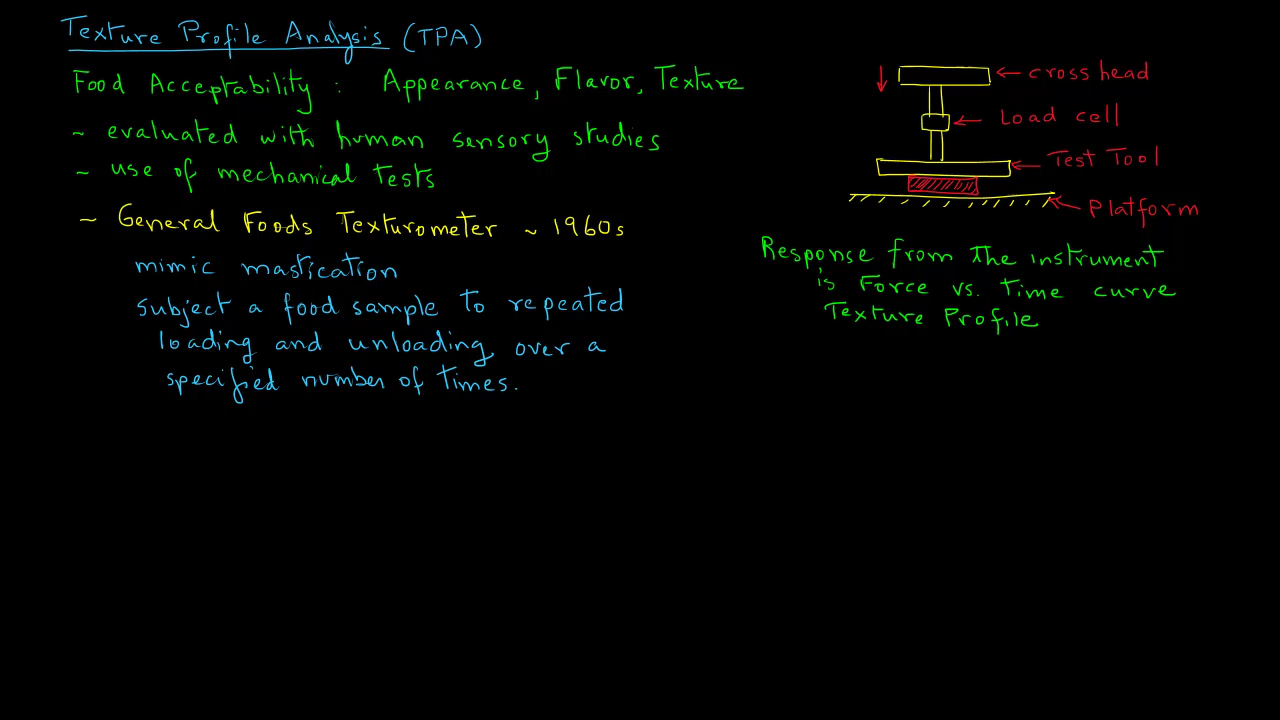 Texture Profile Analysis (TPA)
Food Acceptability : Appearance, Flavor, Texture
~ evaluated with human sensory studies
~ use of mechanical tests
~ General Foods Texturometer ~ 1960s
mimic mastication
subject a food sample to repeated
loading and unloading over a
specified number of times.
cross head
Load cell
Test Tool
Platform
Response from the instrument
is Force vs. Time curve
Texture Profile